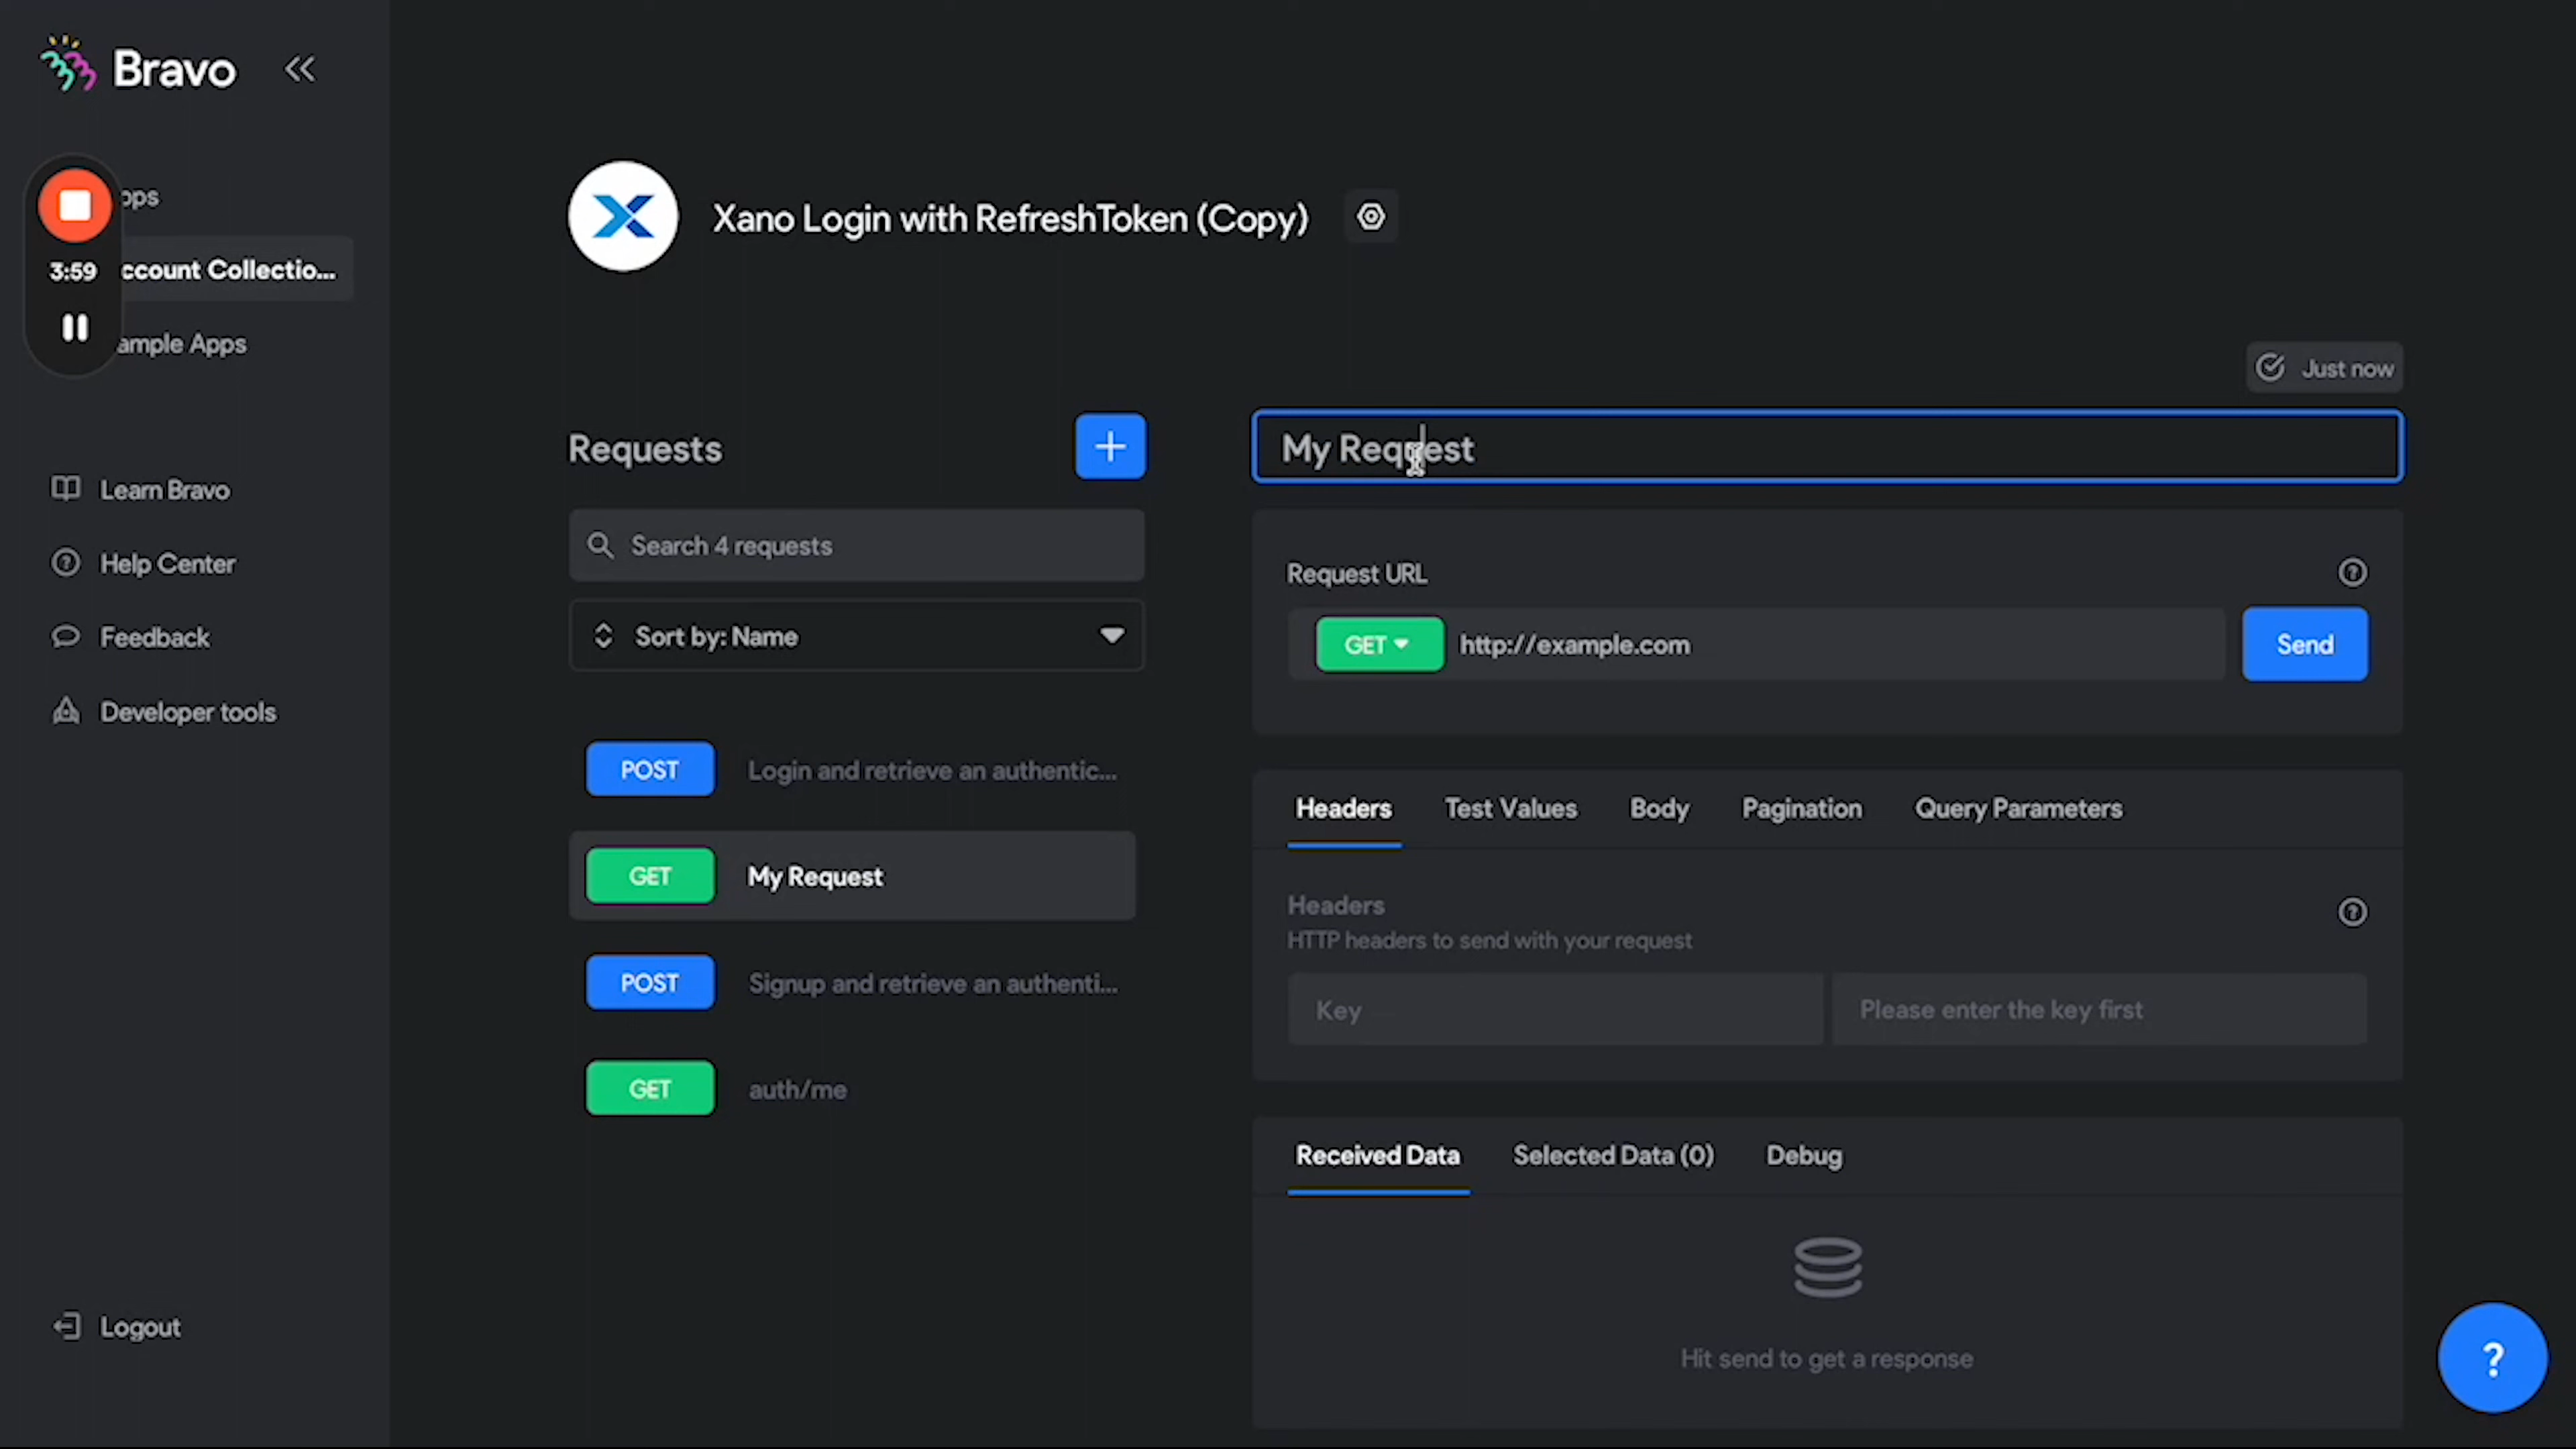 Bravo
pps
3:59
ccount Collectio...
ample Apps
Learn Bravo
Help Center
Feedback
Developer tools
Logout
Xano Login with RefreshToken (Copy)
Just now
Requests
Search 4 requests
Sort by: Name
POST Login and retrieve an authentic...
GET My Request
POST Signup and retrieve an authenti...
GET auth/me
My Request
Request URL
GET http://example.com
Send
Headers Test Values Body Pagination Query Parameters
Headers
HTTP headers to send with your request
Key
Please enter the key first
Received Data Selected Data (0) Debug
Hit send to get a response
?